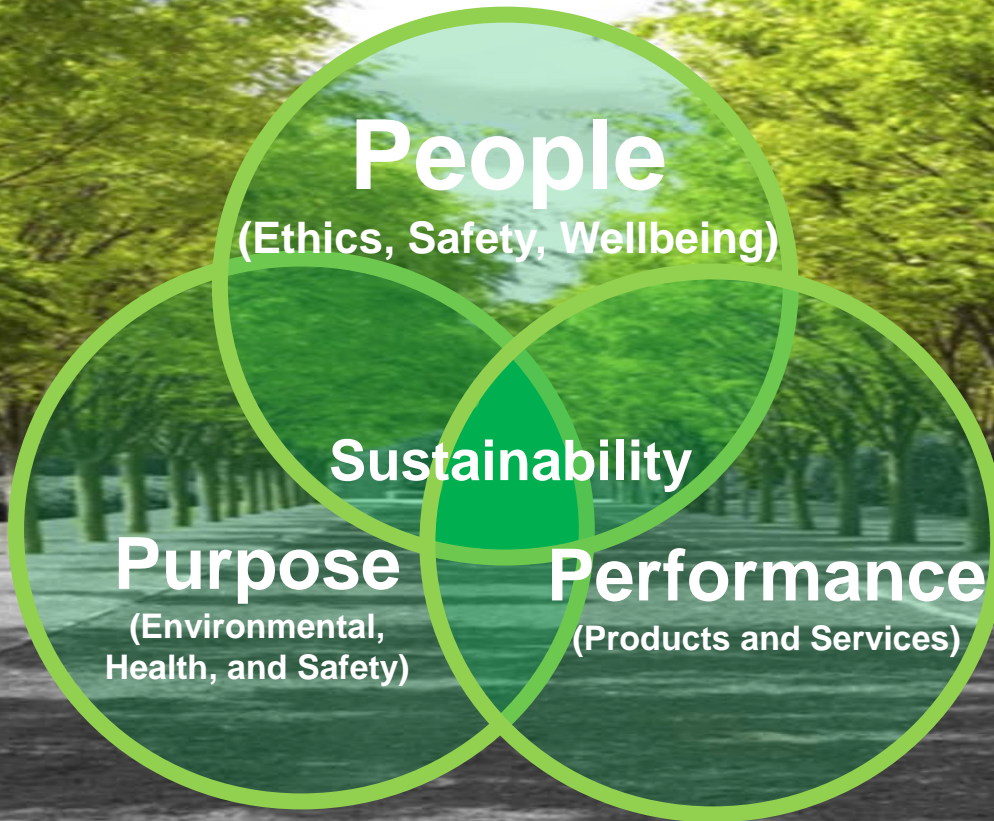 People
(Ethics, Safety, Wellbeing)
Sustainability
Purpose
(Environmental,
Health, and Safety)
Performance
(Products and Services)